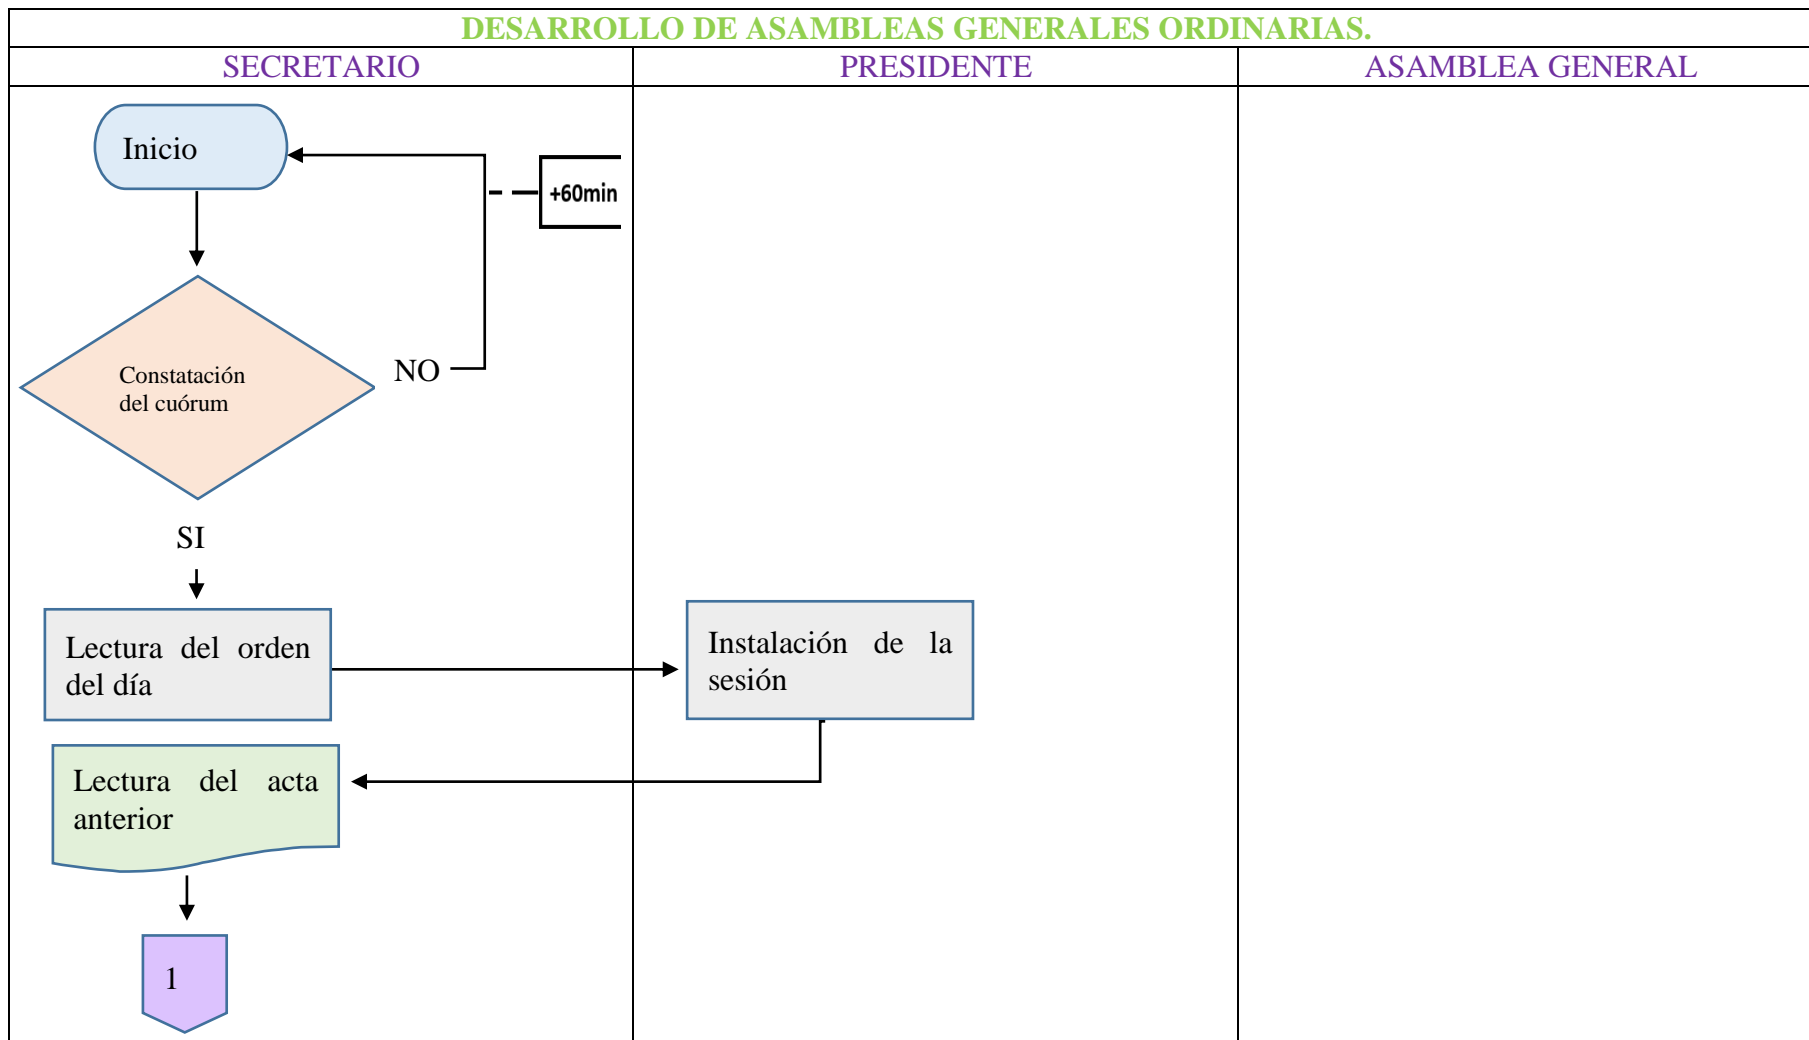 DESARROLLO DE ASAMBLEAS GENERALES ORDINARIAS.
SECRETARIO
PRESIDENTE
ASAMBLEA GENERAL
Inicio
+60min
Constatación
del cuórum
NO
SI
Lectura del orden
del día
Instalación de la
sesión
Lectura del acta
anterior
1